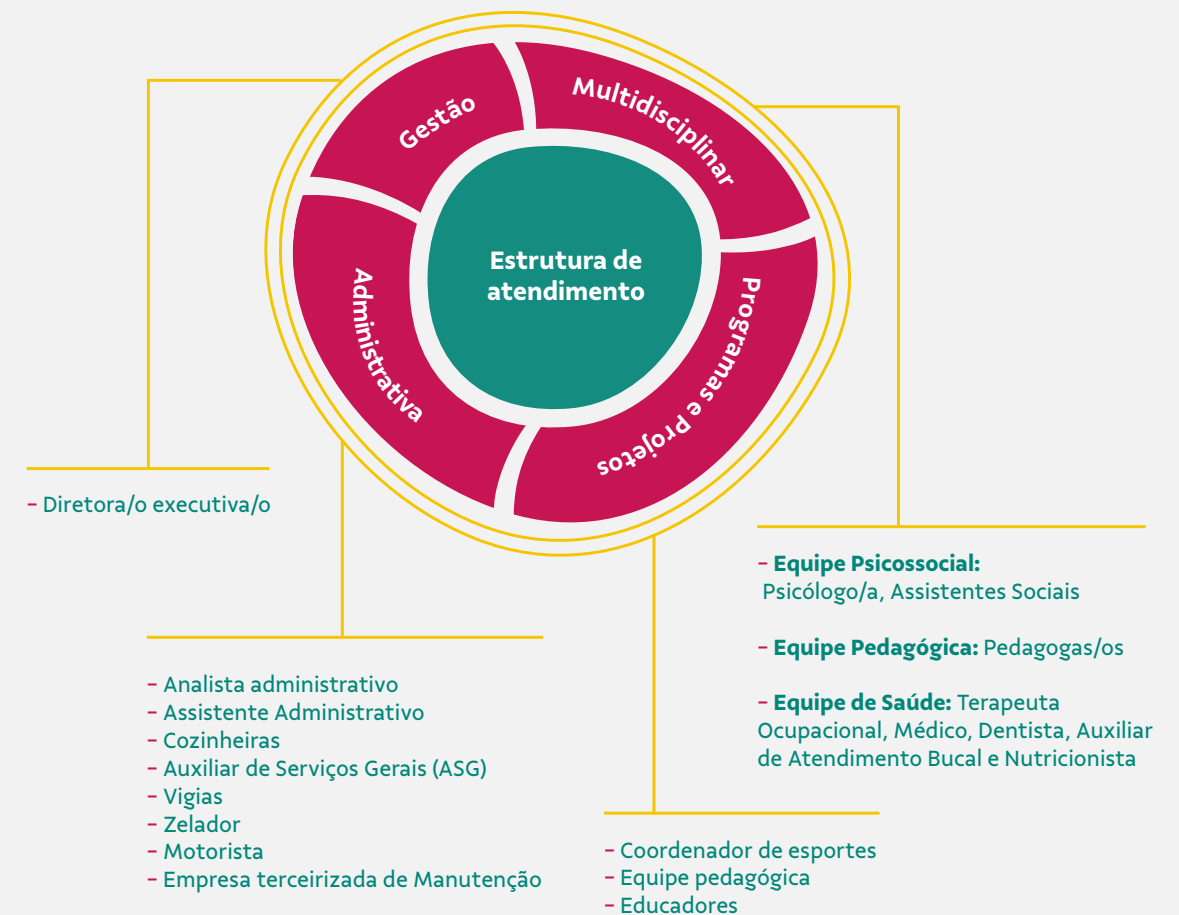 Gestão
Multidisciplinar
Estrutura de
atendimento
Administrativa
Programas e Projetos
– Diretora/o executiva/o
– Equipe Psicossocial:
Psicólogo/a, Assistentes Sociais
– Equipe Pedagógica: Pedagogas/os
– Equipe de Saúde: Terapeuta
Ocupacional, Médico, Dentista, Auxiliar
de Atendimento Bucal e Nutricionista
– Analista administrativo
– Assistente Administrativo
– Cozinheiras
– Auxiliar de Serviços Gerais (ASG)
– Vigias
– Zelador
– Motorista
– Empresa terceirizada de Manutenção
– Coordenador de esportes
– Equipe pedagógica
– Educadores